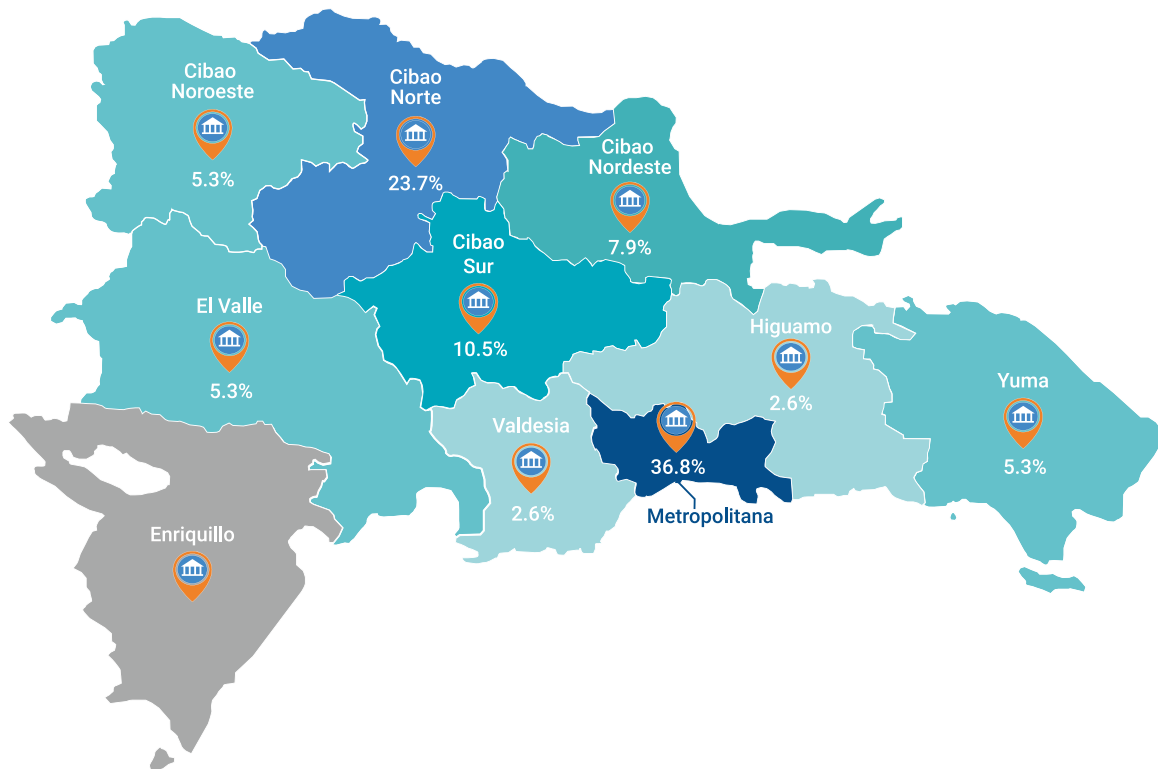 Cibao
Noroeste
5.3%
Cibao
Norte
23.7%
Cibao
Nordeste
7.9%
Cibao
Sur
10.5%
El Valle
5.3%
Higuamo
2.6%
Yuma
5.3%
Valdesia
2.6%
36.8%
Metropolitana
Enriquillo